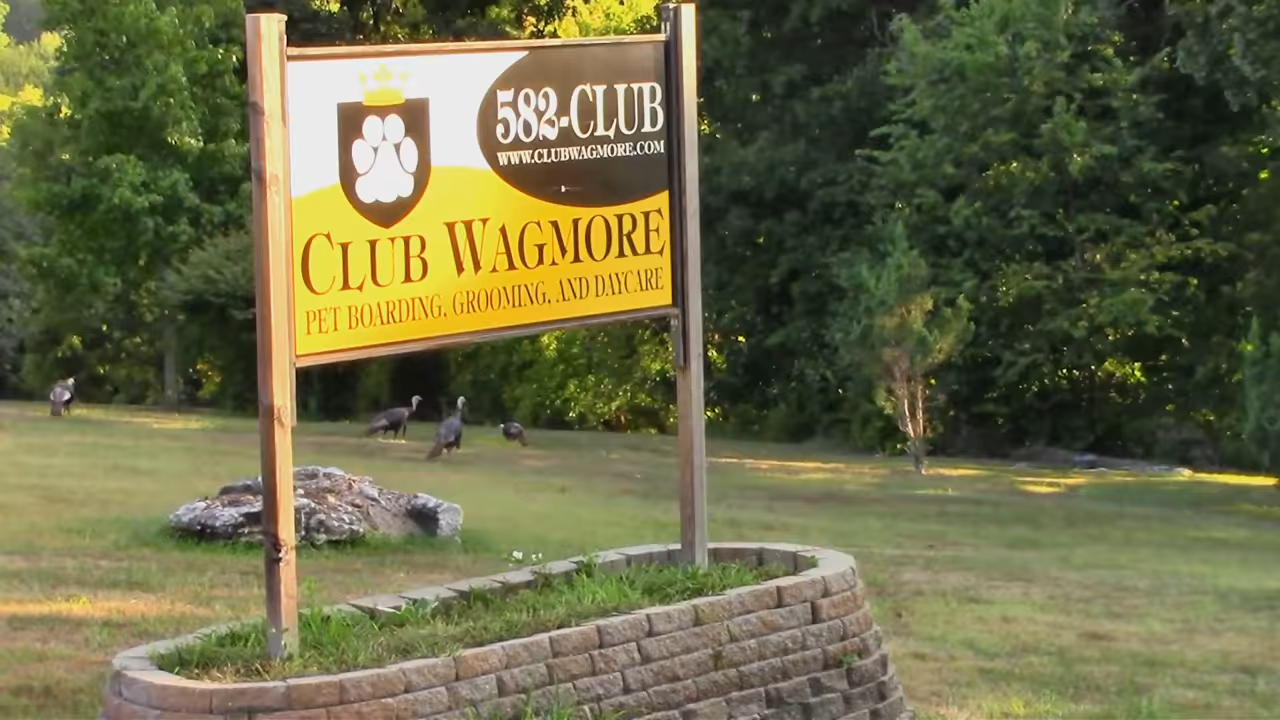 582-CLUB
WWW.CLUBWAGMORE.COM
CLUB WAGMORE
PET BOARDING, GROOMING, AND DAYCARE